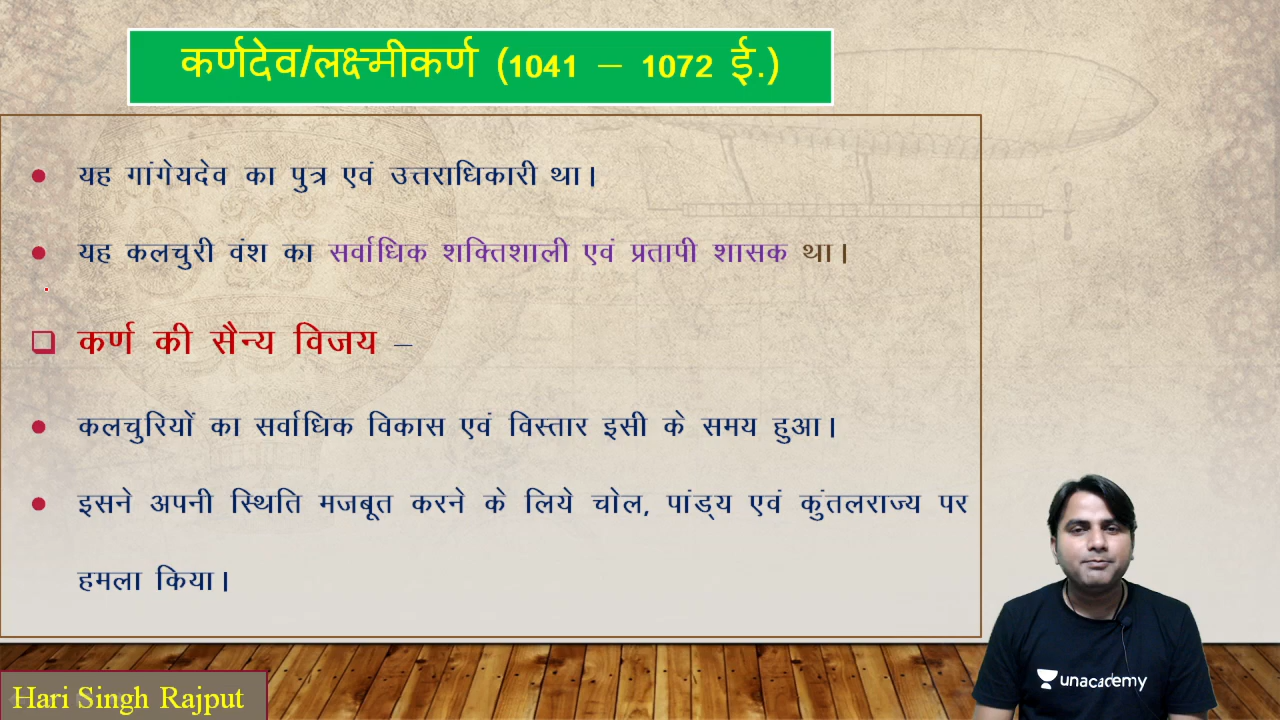 कर्णदेव/लक्ष्मीकर्ण (1041 – 1072 ई.)
यह गांगेयदेव का पुत्र एवं उत्तराधिकारी था।
यह कलचुरी वंश का सर्वाधिक शक्तिशाली एवं प्रतापी शासक था।
कर्ण की सैन्य विजय –
कलचुरियों का सर्वाधिक विकास एवं विस्तार इसी के समय हुआ।
इसने अपनी स्थिति मजबूत करने के लिये चोल, पांड्य एवं कुंतलराज्य पर
हमला किया।
unacademy
Hari Singh Rajput